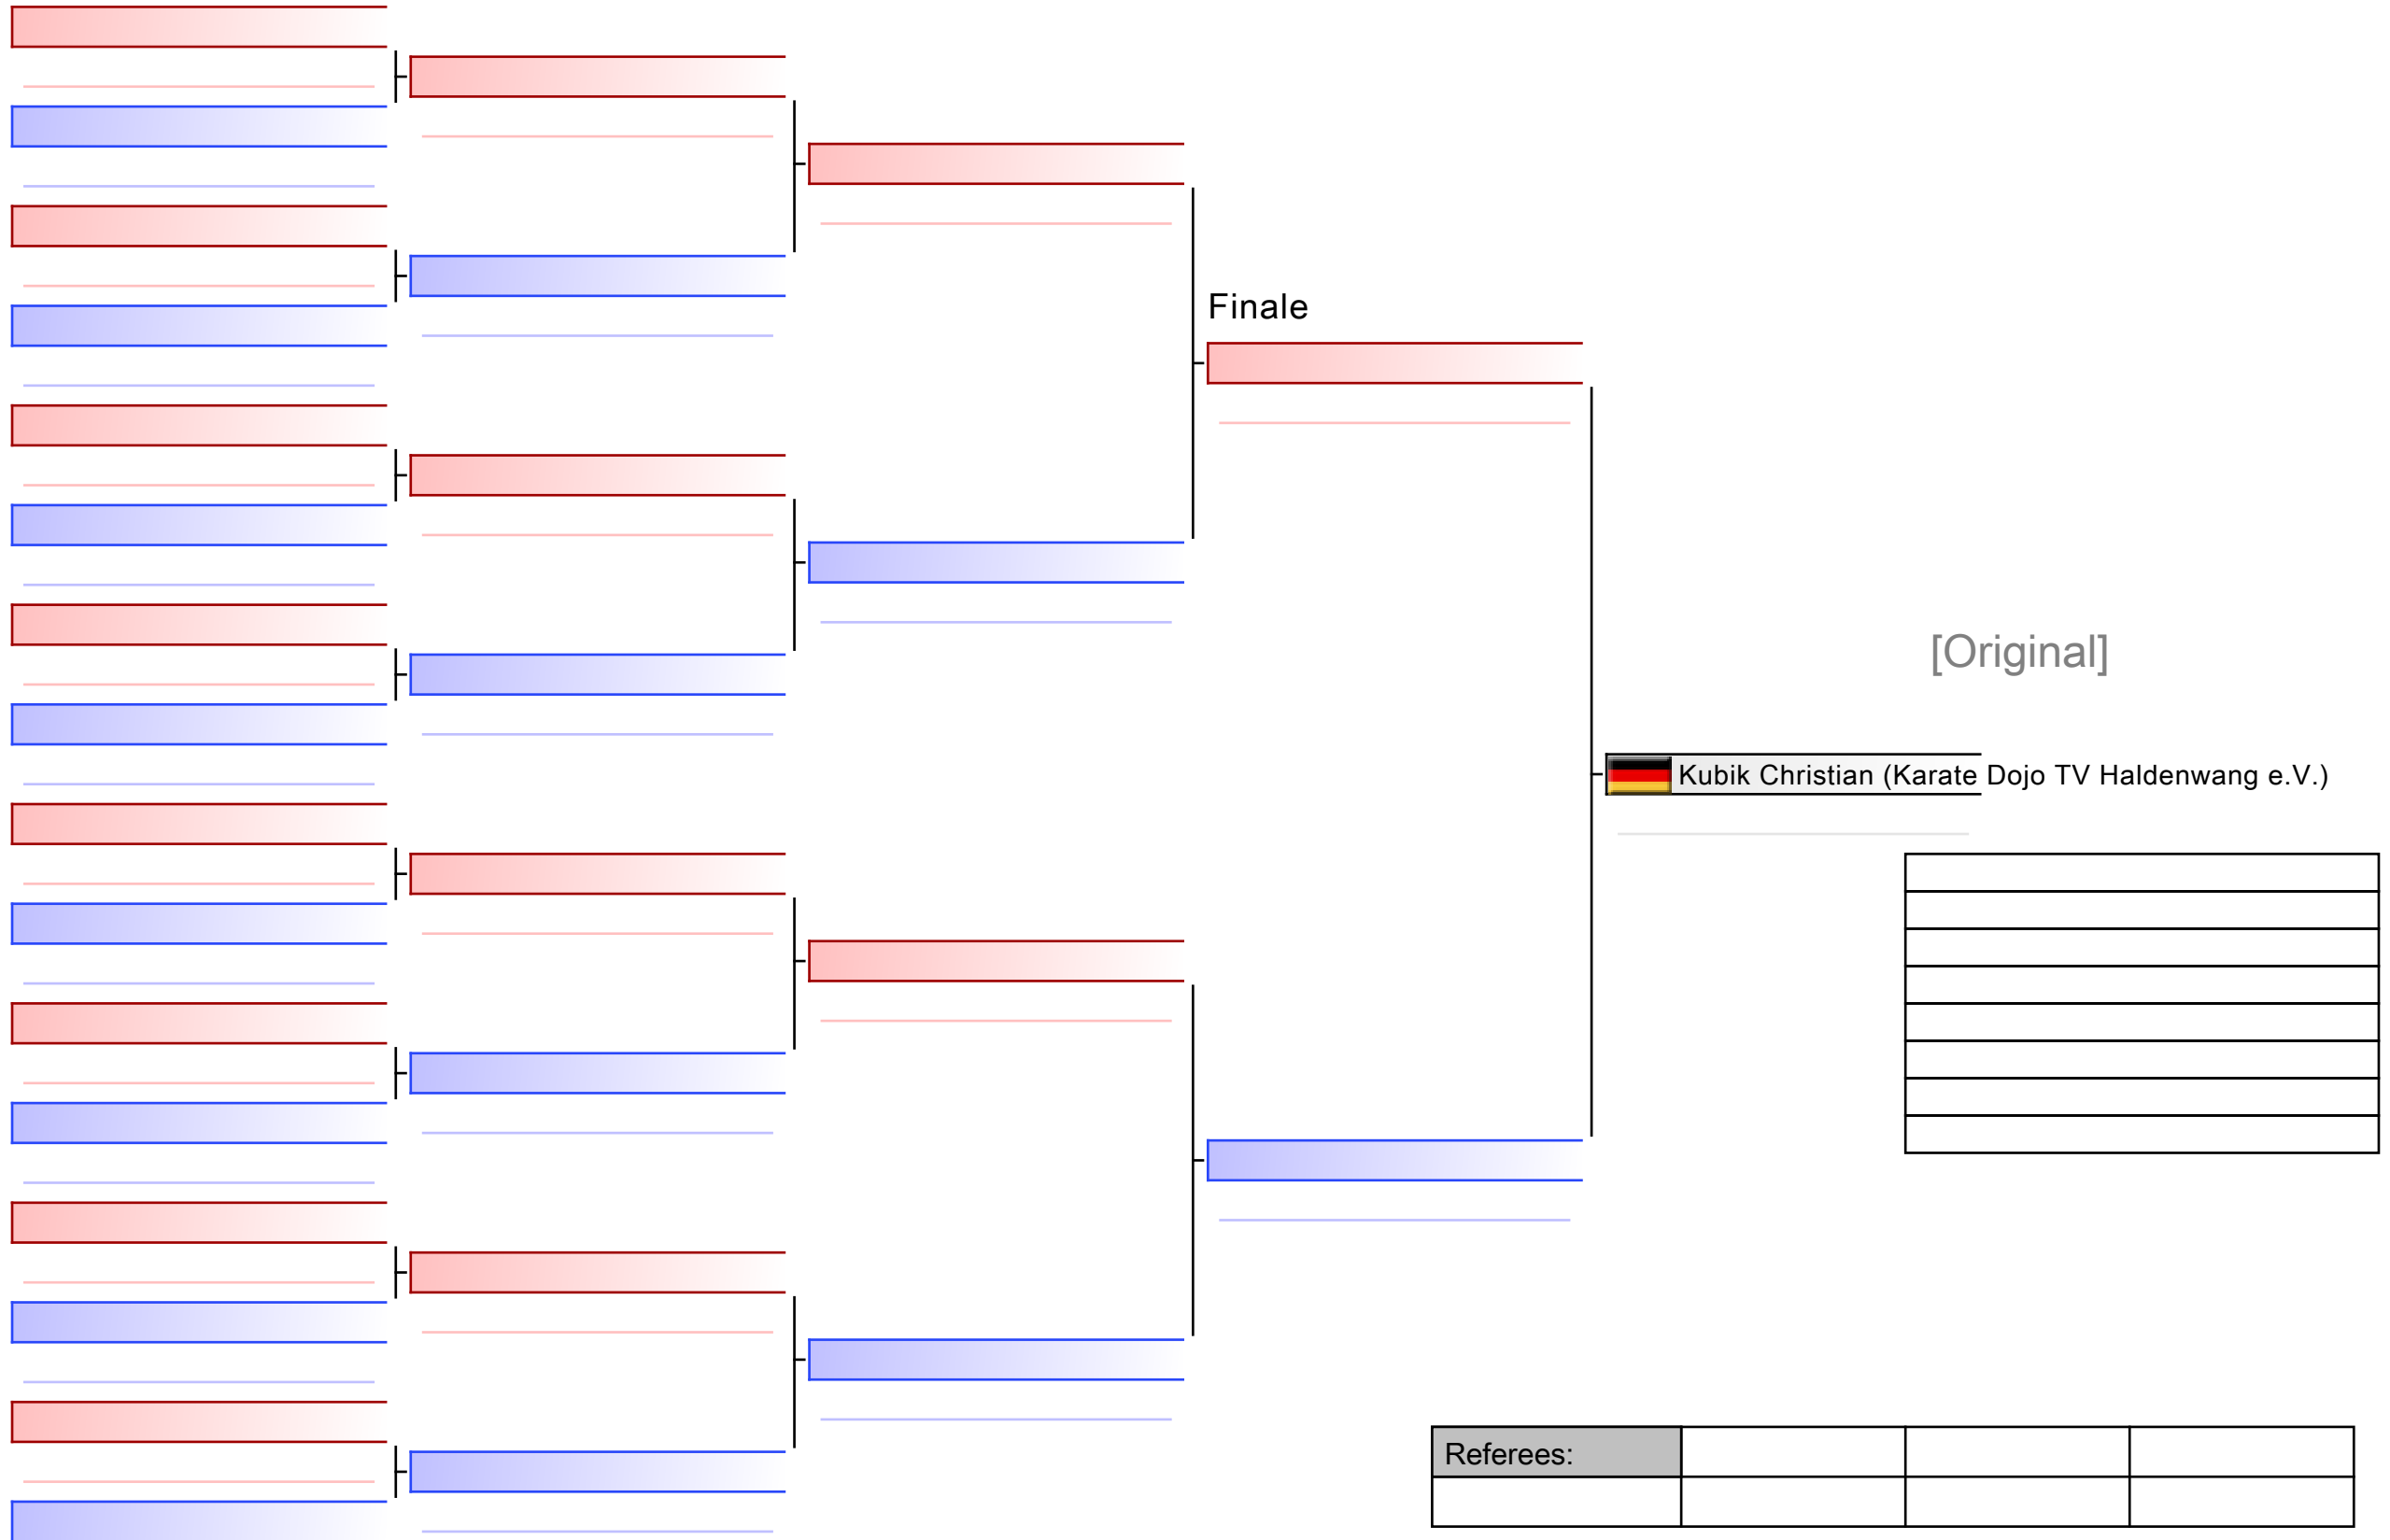 Finale
[Original]
Kubik Christian (Karate Dojo TV Haldenwang e.V.)
Referees: